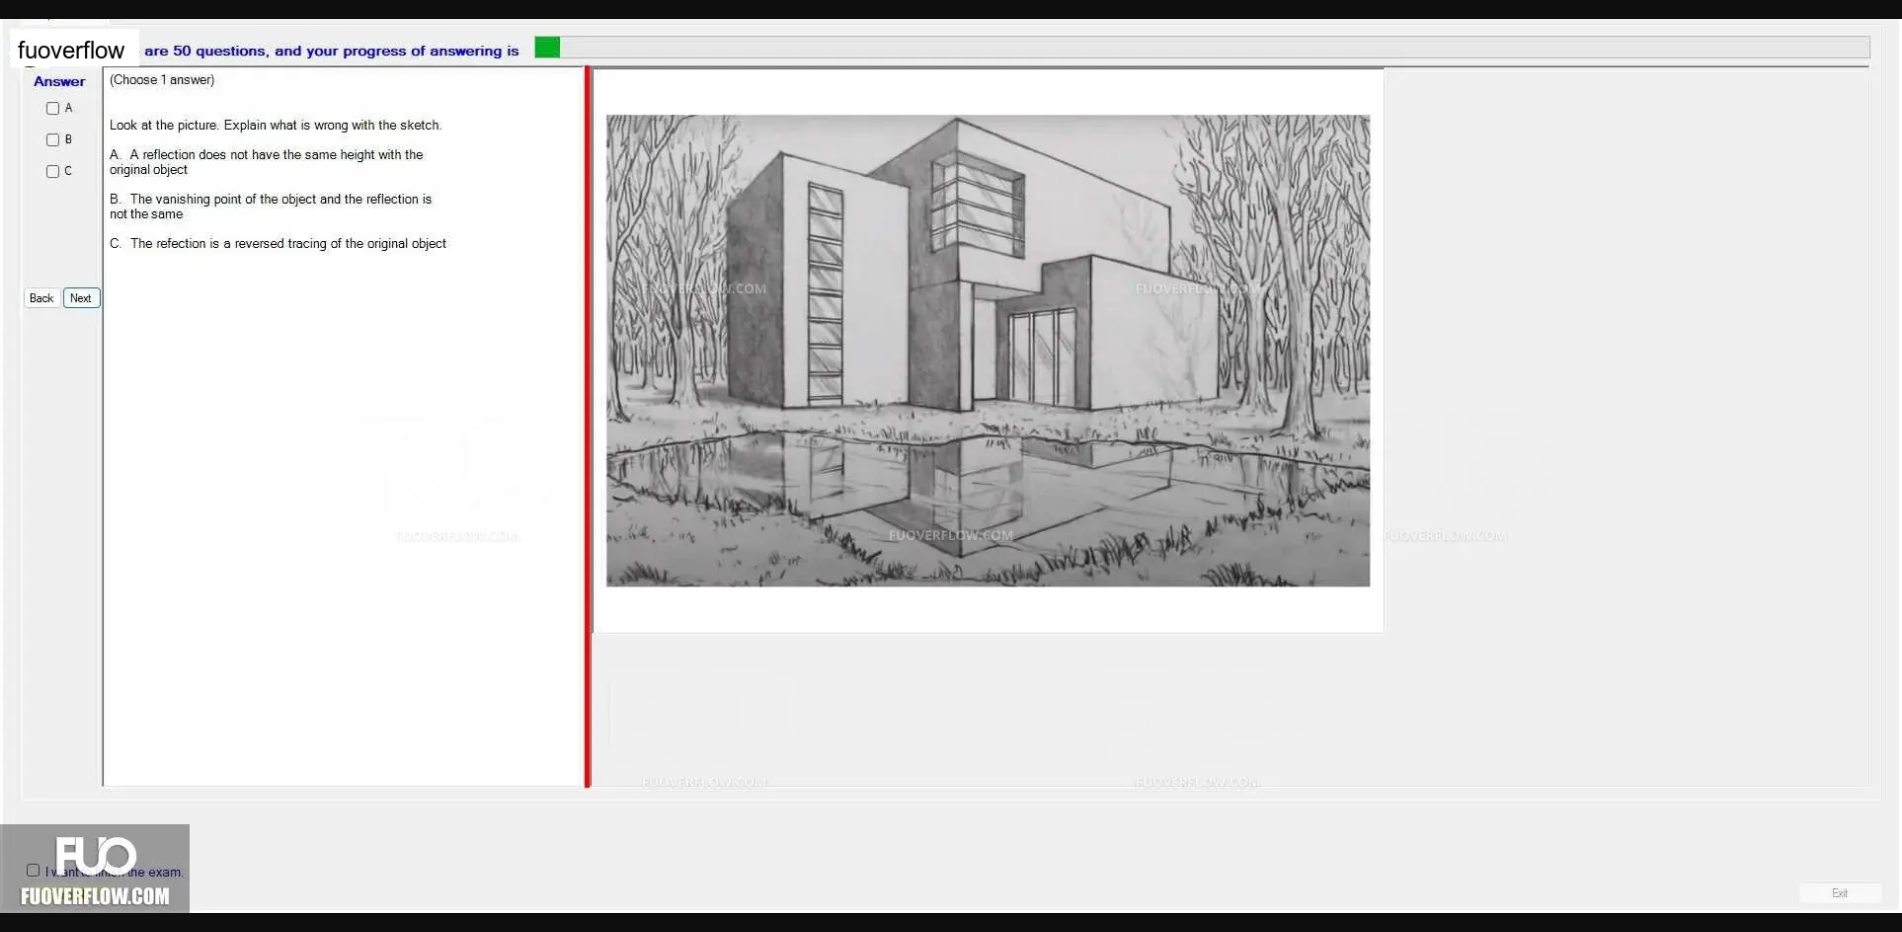 fuoverflow are 50 questions, and your progress of answering is
Answer
(Choose 1 answer)
A
B
C
Look at the picture. Explain what is wrong with the sketch.
A. A reflection does not have the same height with the
original object
B. The vanishing point of the object and the reflection is
not the same
C. The refection is a reversed tracing of the original object
Back Next
FUOVERFLOW.COM
FUOVERFLOW.COM
FUOVERFLOW.COM
FUOVERFLOW.COM
FUOVERFLOW.COM
FUOVERFLOW.COM
FUOVERFLOW.COM
FUO
I want to finish the exam.
FUOVERFLOW.COM
Exit